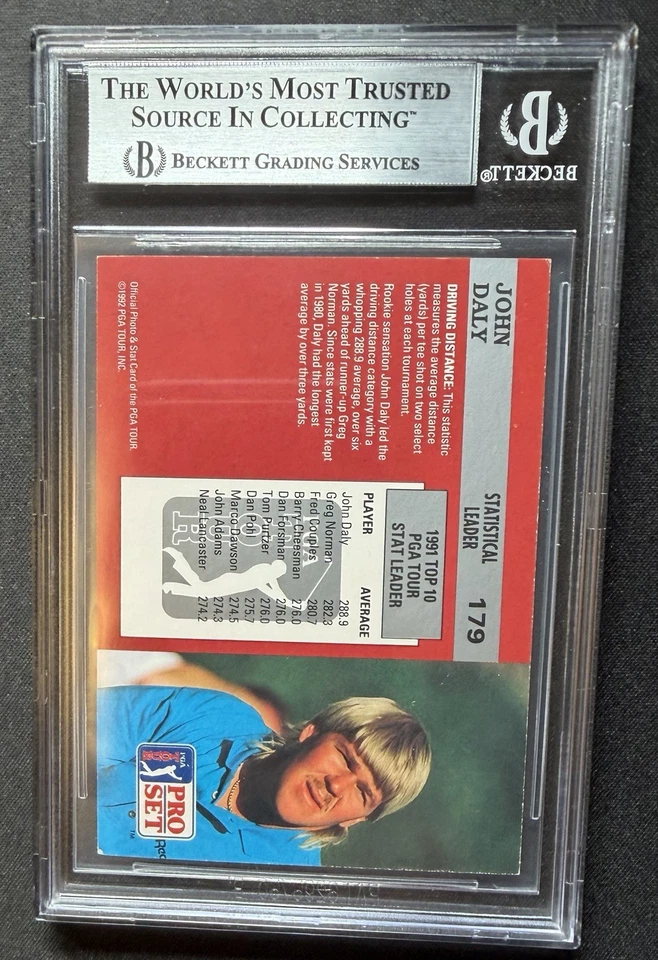 THE WORLD'S MOST TRUSTED
SOURCE IN COLLECTING™
B BECKETT GRADING SERVICES
B
BECKETT®
JOHN
DALY
STATISTICAL
LEADER
179
DRIVING DISTANCE: This statistic
measures the average distance
(yards) per tee shot on two select
holes at each tournament.
Rookie sensation John Daly led the
driving distance category with a
whopping 288.9 average, over six
yards ahead of runner-up Greg
Norman. Since stats were first kept
in 1980, Daly had the longest
average by over three yards.
Official Photo & Stat Card of the PGA TOUR.
©1992 PGA TOUR, INC.
1991 TOP 10
PGA TOUR
STAT LEADER
PLAYER AVERAGE
John Daly 288.9
Greg Norman 282.3
Fred Couples 280.7
Barry Cheesman 276.0
Dan Forsman 276.0
Tom Purtzer 276.0
Dan Pohl 275.7
Marco Dawson 274.5
John Adams 274.3
Neal Lancaster 274.2
PGA
TOUR
PRO
SET
TM
Ree